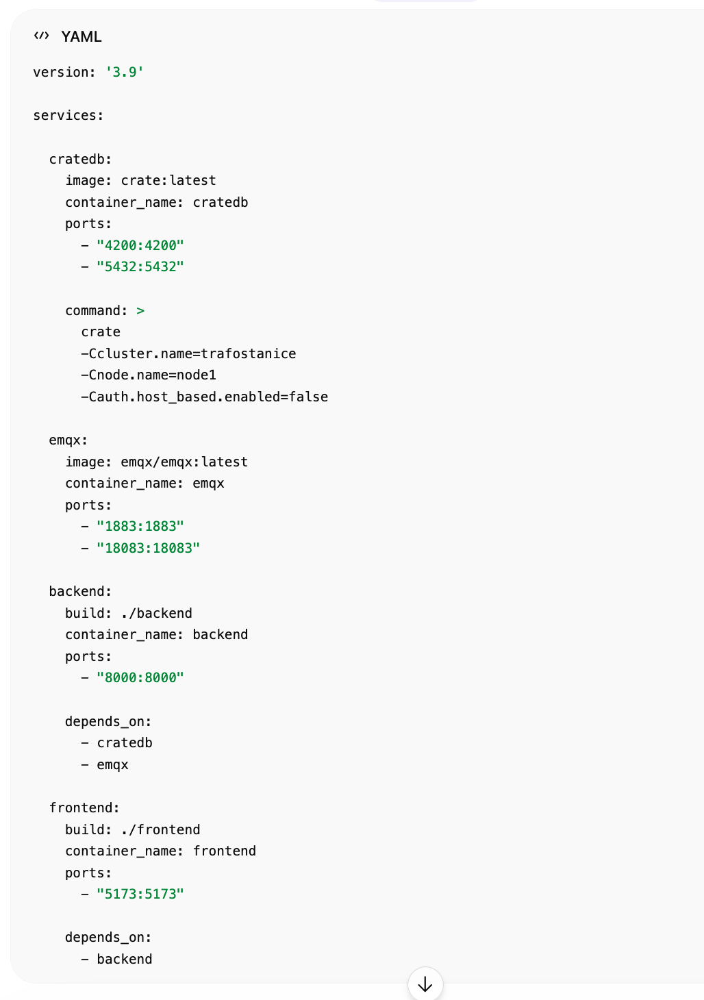 YAML
version: '3.9'
services:
  cratedb:
    image: crate:latest
    container_name: cratedb
    ports:
      - "4200:4200"
      - "5432:5432"
    command: >
      crate
      -Ccluster.name=trafostanice
      -Cnode.name=node1
      -Cauth.host_based.enabled=false
  emqx:
    image: emqx/emqx:latest
    container_name: emqx
    ports:
      - "1883:1883"
      - "18083:18083"
  backend:
    build: ./backend
    container_name: backend
    ports:
      - "8000:8000"
    depends_on:
      - cratedb
      - emqx
  frontend:
    build: ./frontend
    container_name: frontend
    ports:
      - "5173:5173"
    depends_on:
      - backend